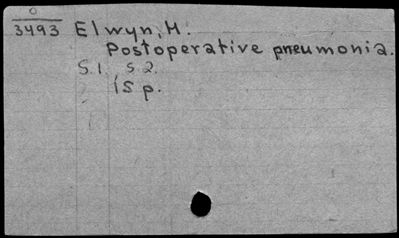 0
3493 Elwyn, H.
Postoperative pneumonia.
S.1. S.2.
15 p.